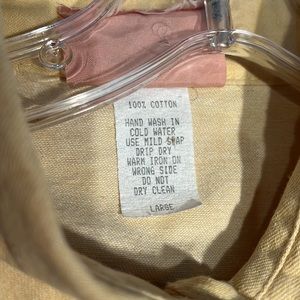 100% COTTON
HAND WASH IN
COLD WATER
USE MILD SOAP
DRIP DRY
WARM IRON ON
WRONG SIDE
DO NOT
DRY CLEAN
LARGE